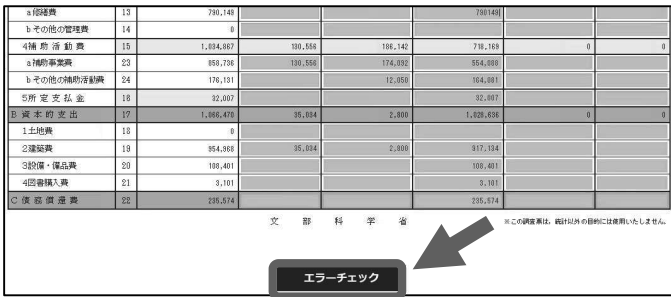 a修繕費 13 790,149 790149
bその他の管理費 14 0
4補助活動費 15 1,034,867 130,556 186,142 718,169 0 0
a補助事業費 23 858,736 130,556 174,092 554,088
bその他の補助活動費 24 176,131 12,050 164,081
5所定支払金 16 32,007 32,007
B資本的支出 17 1,066,470 35,034 2,800 1,028,636 0 0
1土地費 18 0
2建築費 19 954,968 35,034 2,800 917,134
3設備・備品費 20 108,401 108,401
4図書購入費 21 3,101 3,101
C債務償還費 22 235,574 235,574
文部科学省 ※この調査票は、統計以外の目的には使用いたしません。
エラーチェック